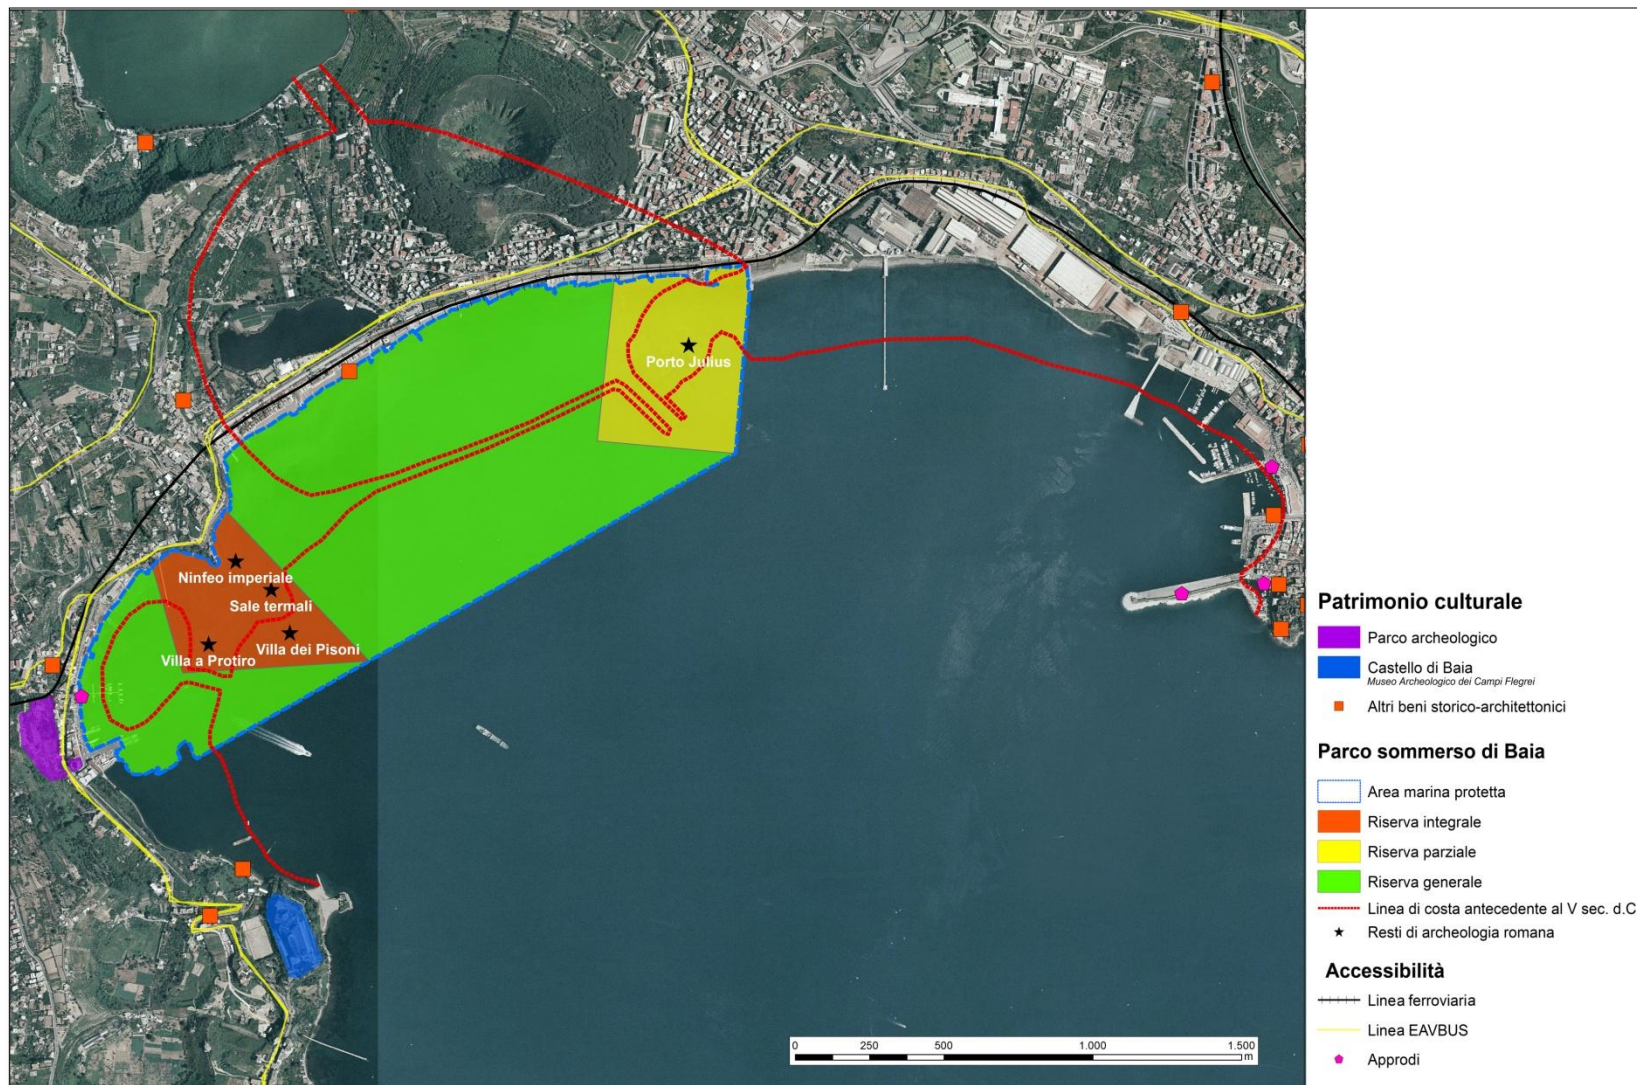 Porto Julius
Ninfeo imperiale
Sale termali
Villa dei Pisoni
Villa a Protiro
0 250 500 1.000 1.500
m
Patrimonio culturale
Parco archeologico
Castello di Baia
Museo Archeologico dei Campi Flegrei
Altri beni storico-architettonici
Parco sommerso di Baia
Area marina protetta
Riserva integrale
Riserva parziale
Riserva generale
Linea di costa antecedente al V sec. d.C
Resti di archeologia romana
Accessibilità
Linea ferroviaria
Linea EAVBUS
Approdi